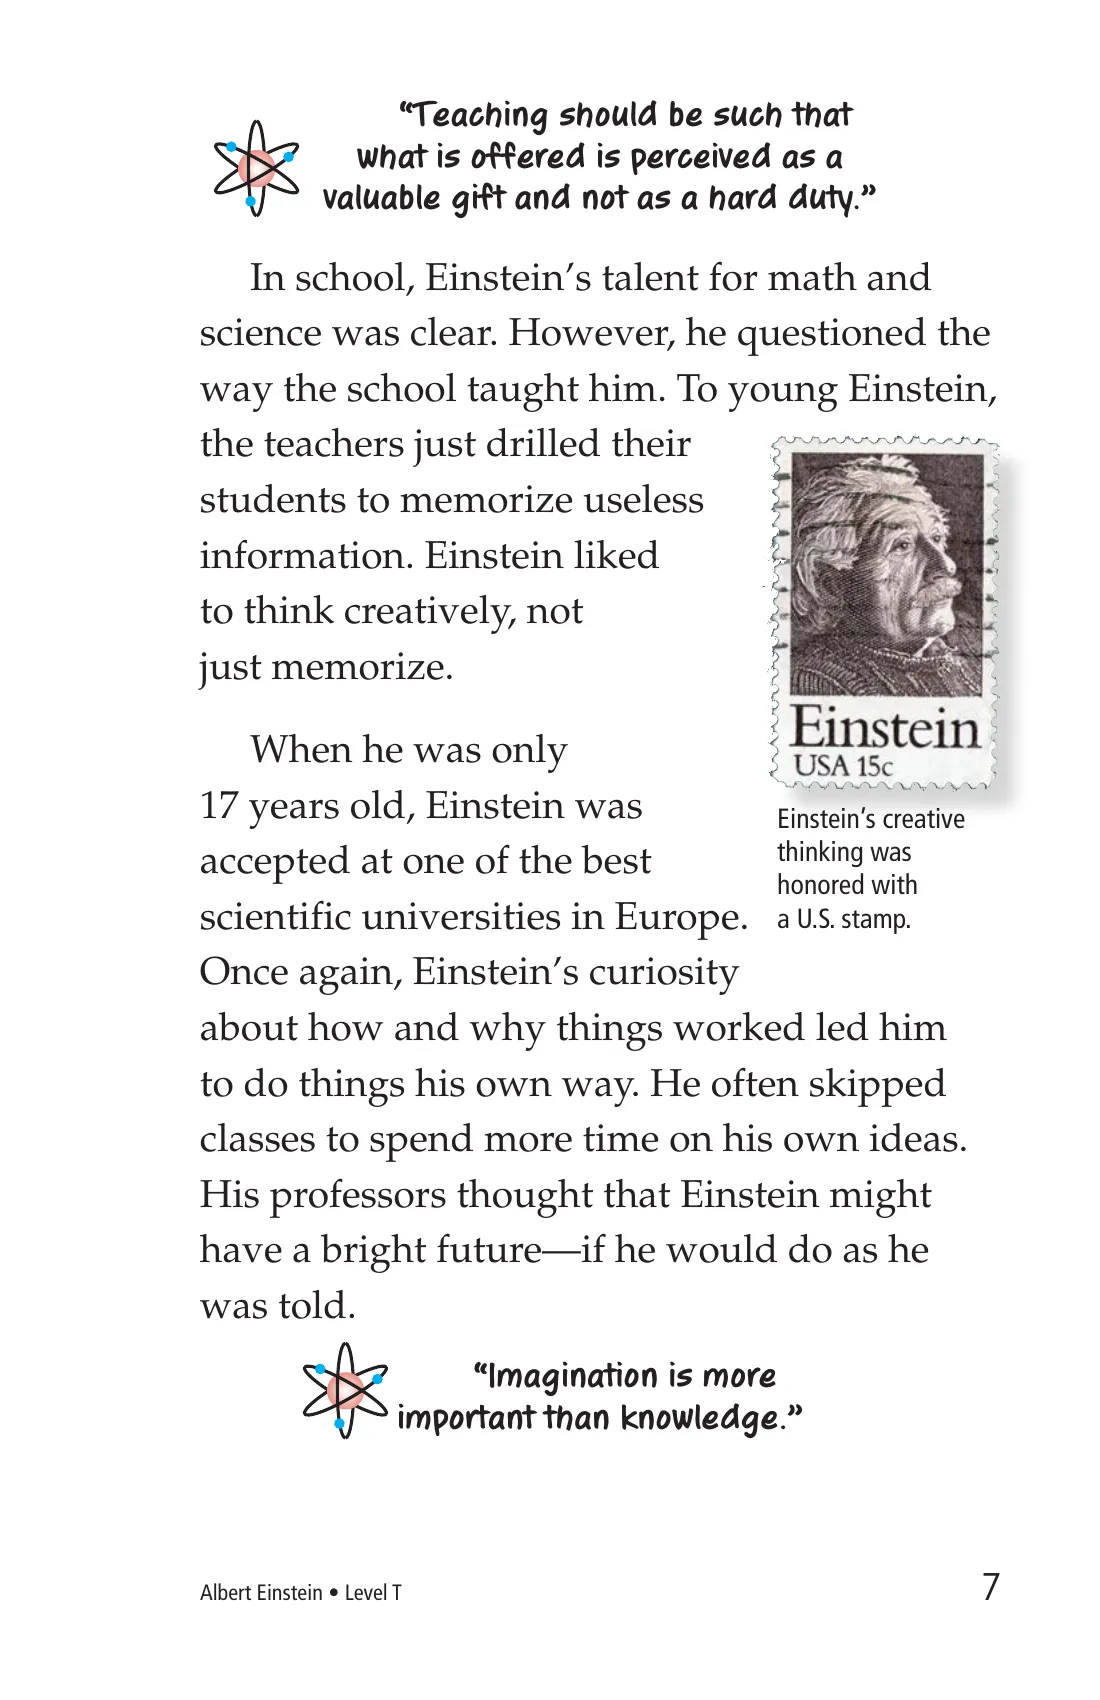 “Teaching should be such that
what is offered is perceived as a
valuable gift and not as a hard duty.”
In school, Einstein’s talent for math and
science was clear. However, he questioned the
way the school taught him. To young Einstein,
the teachers just drilled their
students to memorize useless
information. Einstein liked
to think creatively, not
just memorize.
Einstein
USA 15c
Einstein’s creative
thinking was
honored with
a U.S. stamp.
When he was only
17 years old, Einstein was
accepted at one of the best
scientific universities in Europe.
Once again, Einstein’s curiosity
about how and why things worked led him
to do things his own way. He often skipped
classes to spend more time on his own ideas.
His professors thought that Einstein might
have a bright future—if he would do as he
was told.
“Imagination is more
important than knowledge.”
Albert Einstein • Level T
7